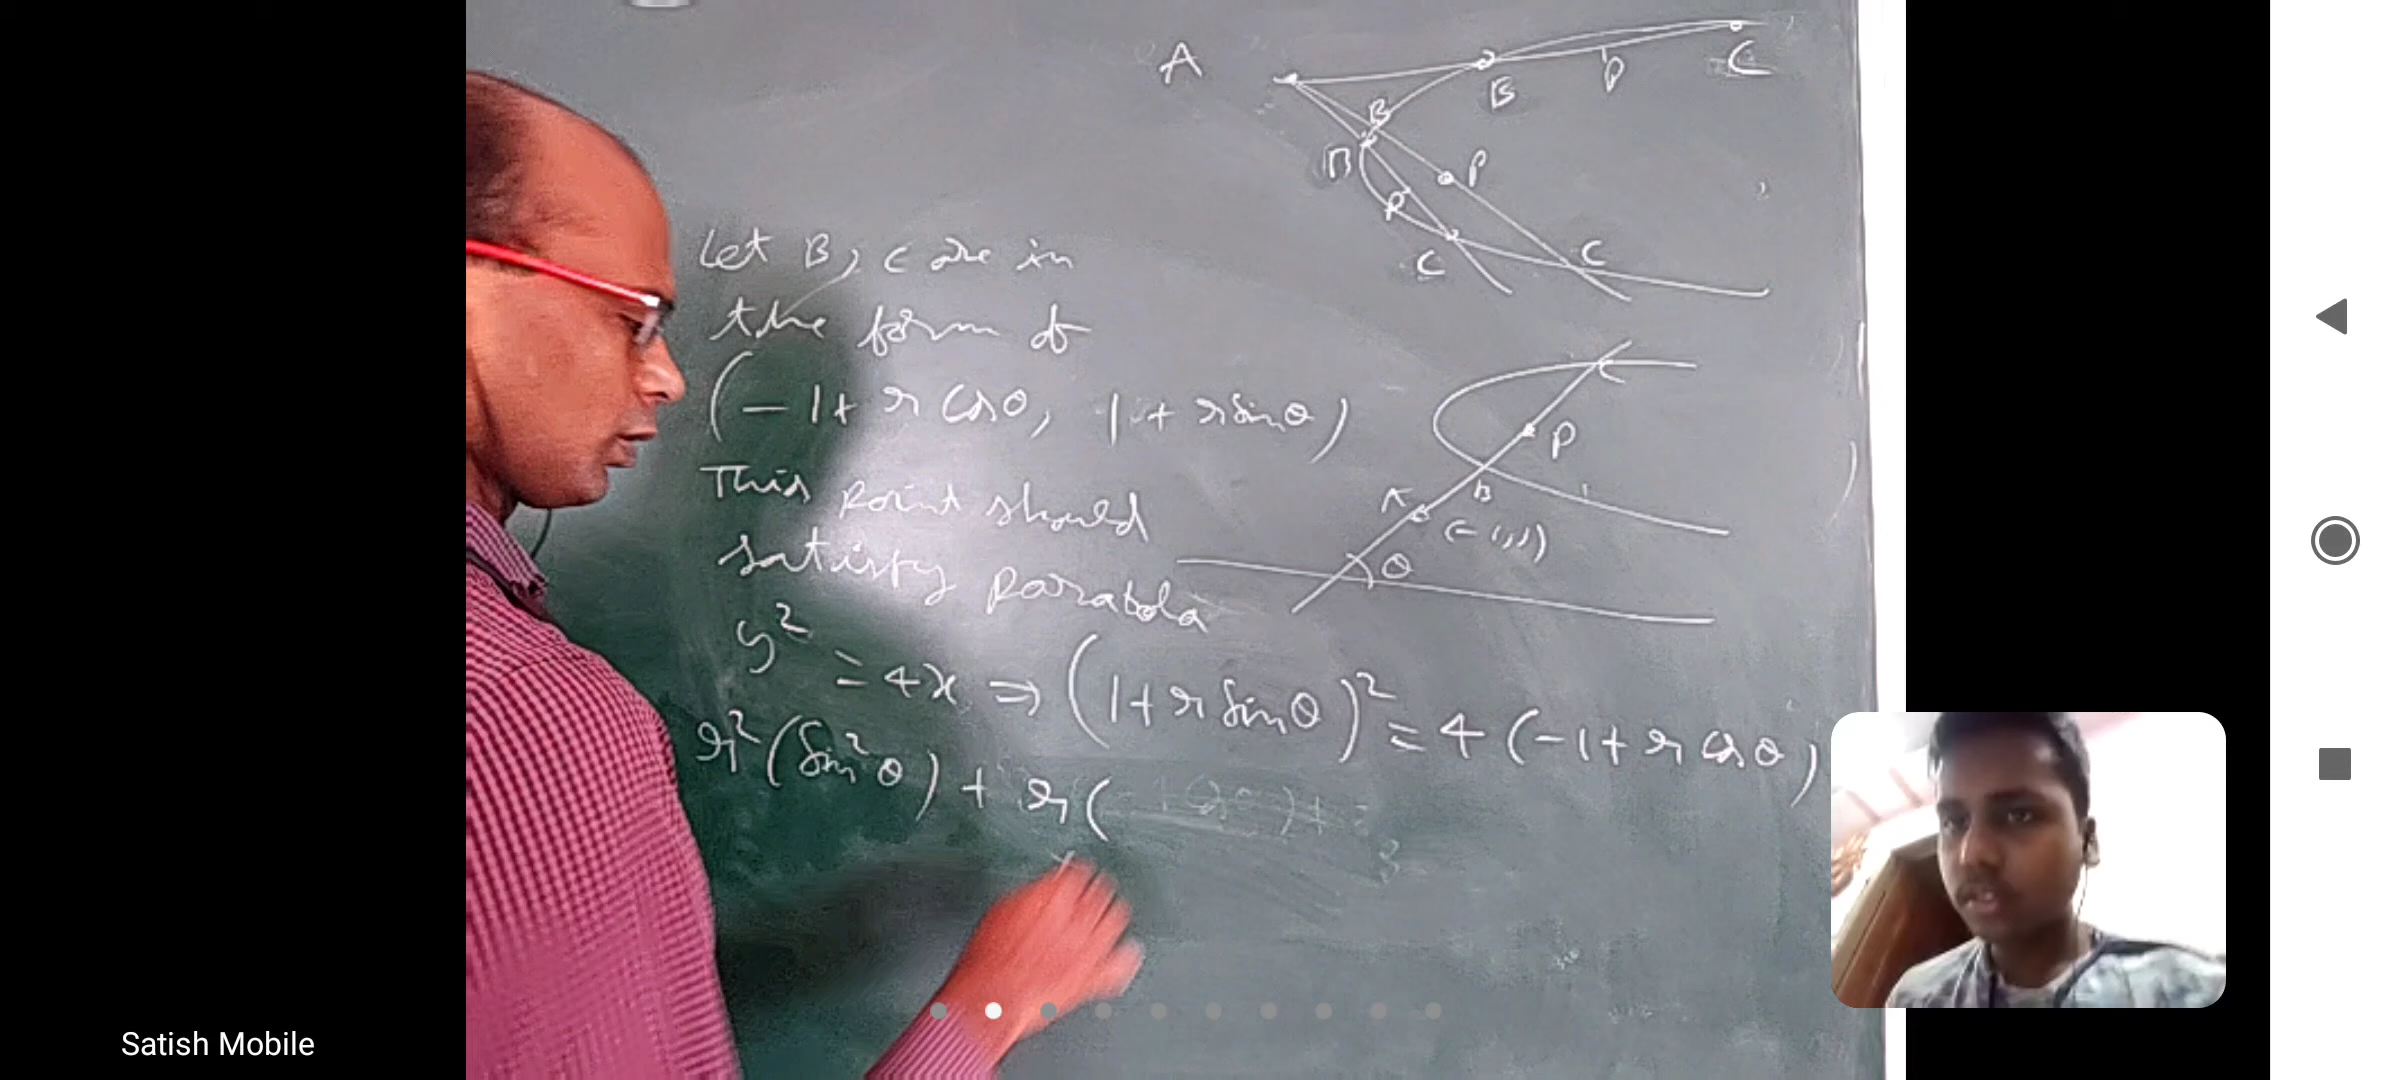 A
B
P
C
B
P
B
P
C
C
Let B, C are in
the form of
(-1+r cosθ, 1+r sinθ)
This point should
satisfy parabola
y² = 4x ⇒ (1+r sinθ)² = 4(-1+r cosθ)
r²(sin²θ) + r(
C
P
B
A
(-1,1)
θ
Satish Mobile